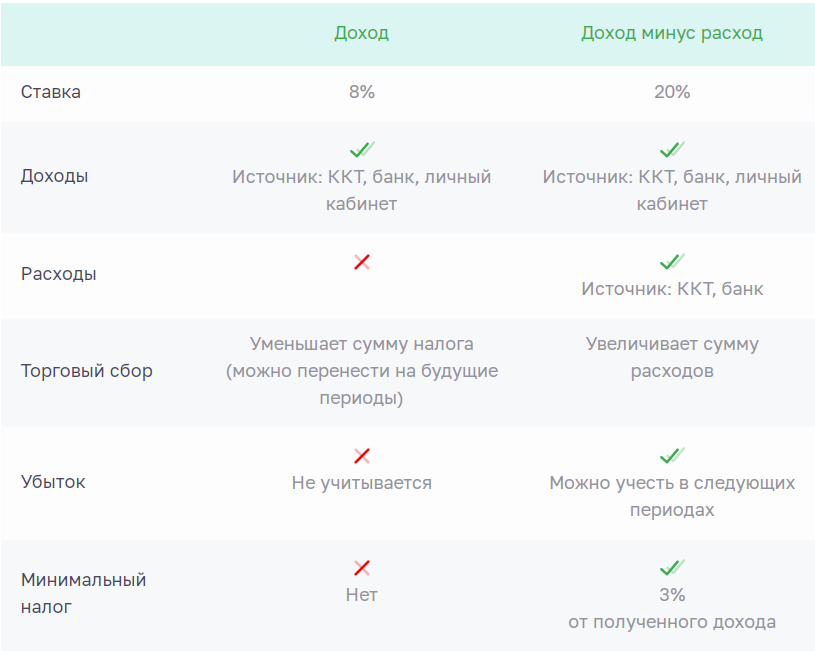 Доход Доход минус расход
Ставка 8% 20%
Доходы
Источник: ККТ, банк, личный
кабинет
Источник: ККТ, банк, личный
кабинет
Расходы
Источник: ККТ, банк
Торговый сбор
Уменьшает сумму налога
(можно перенести на будущие
периоды)
Увеличивает сумму
расходов
Убыток
Не учитывается
Можно учесть в следующих
периодах
Минимальный
налог
Нет
3%
от полученного дохода